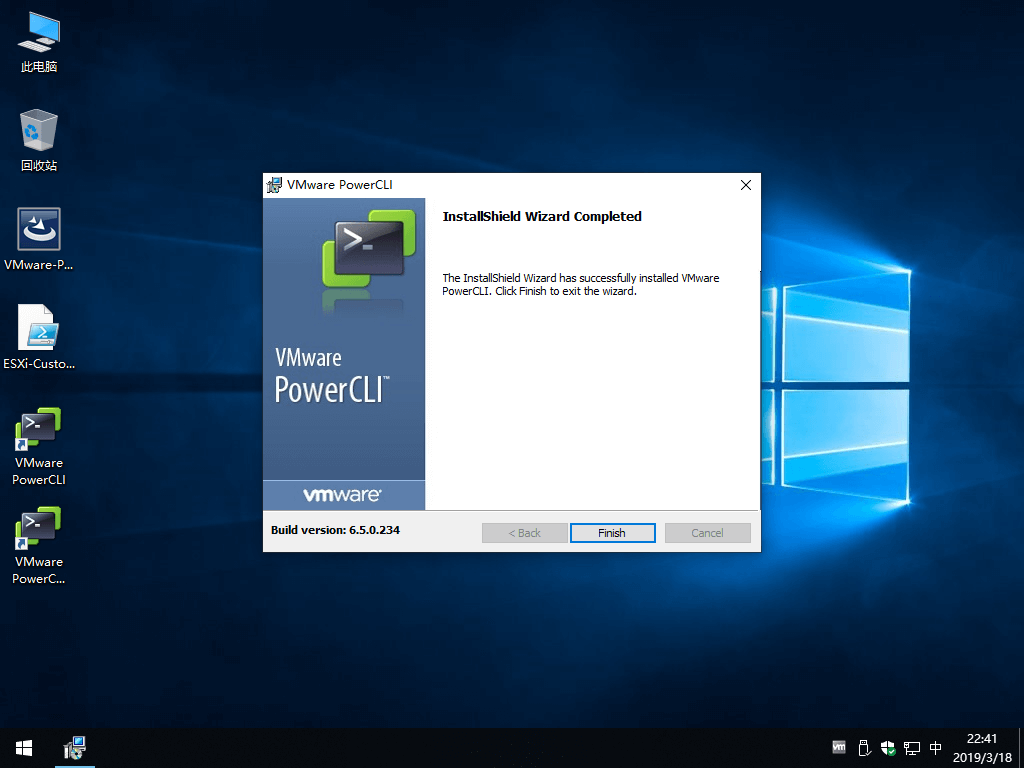 此电脑
回收站
VMware-P...
ESXi-Custo...
VMware
PowerCLI
VMware
PowerC...
VMware PowerCLI
InstallShield Wizard Completed
The InstallShield Wizard has successfully installed VMware
PowerCLI. Click Finish to exit the wizard.
VMware
PowerCLI™
vmware®
Build version: 6.5.0.234
< Back
Finish
Cancel
vm
中
22:41
2019/3/18